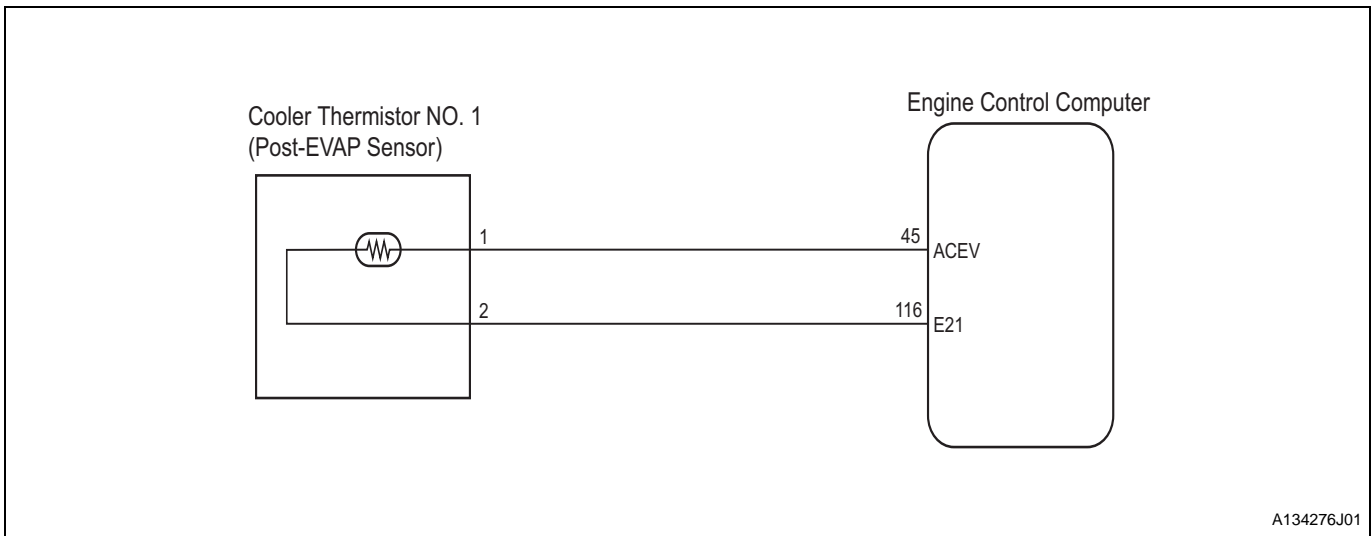 Cooler Thermistor NO. 1
(Post-EVAP Sensor)
Engine Control Computer
1
45
ACEV
2
116
E21
A134276J01